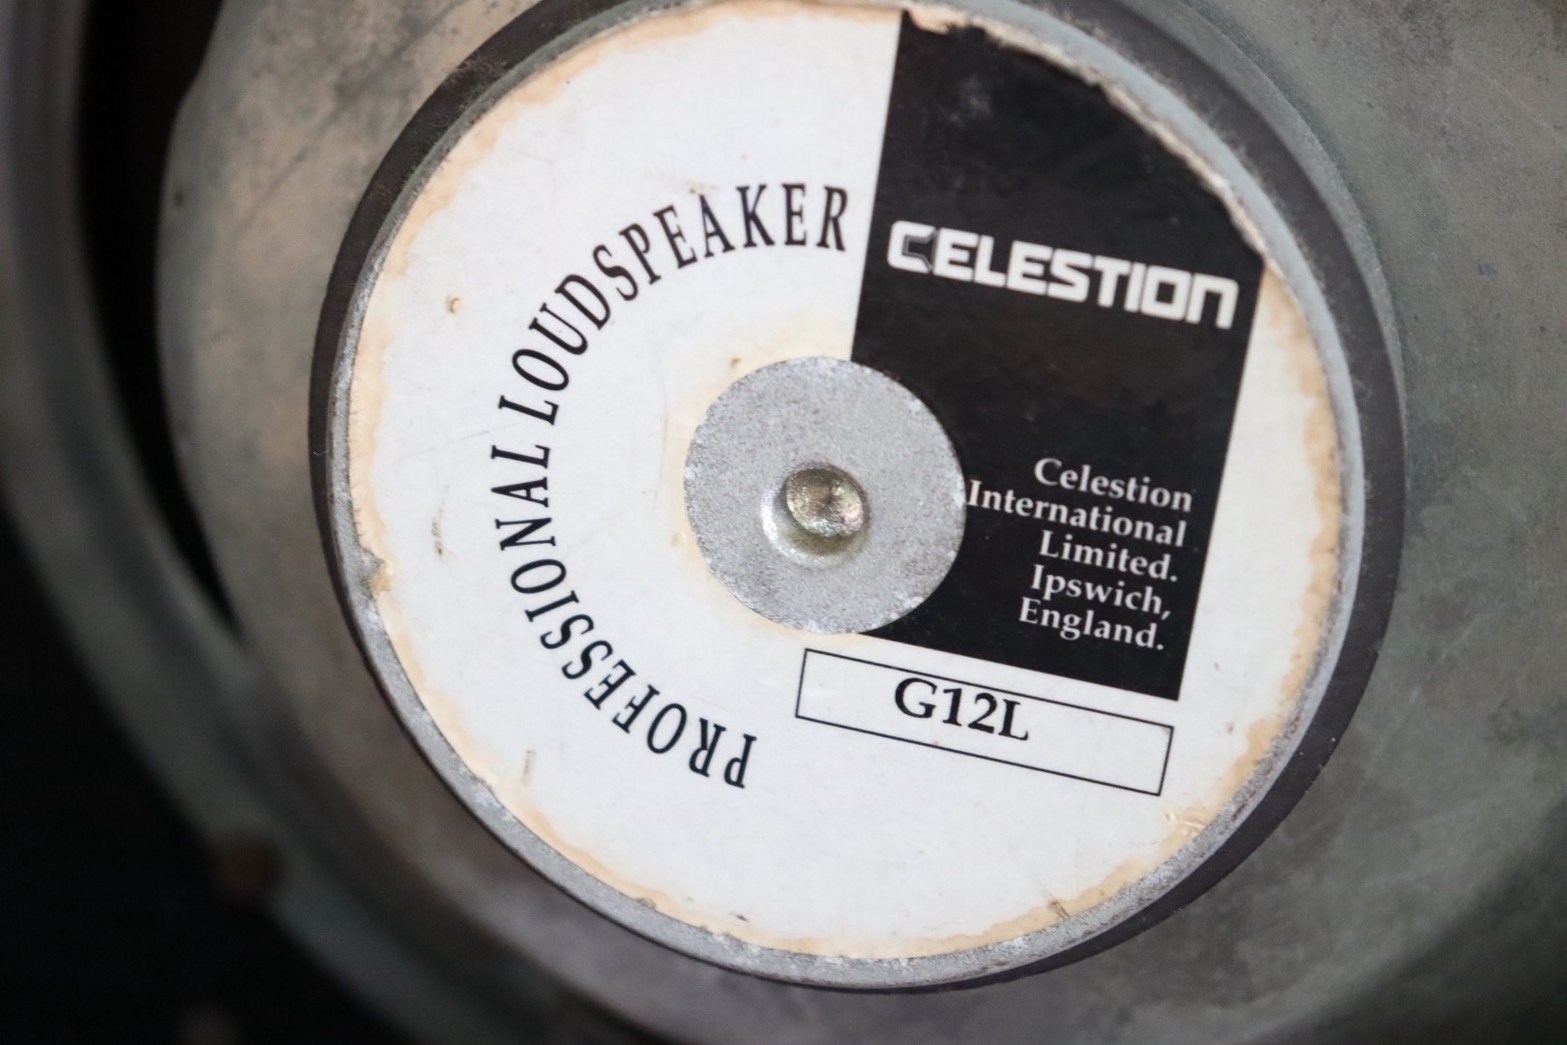 PROFESSIONAL LOUDSPEAKER
CELESTION
Celestion
International
Limited.
Ipswich,
England.
G12L